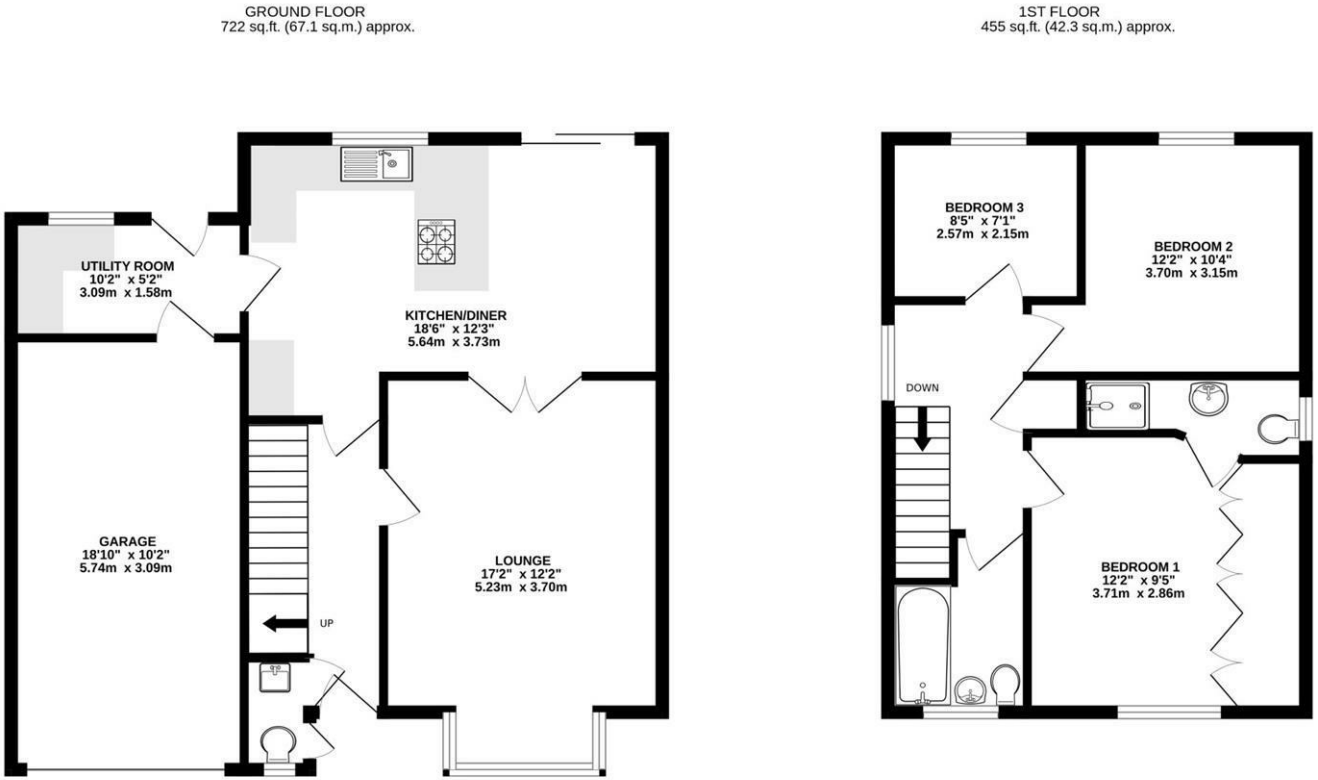 GROUND FLOOR
722 sq.ft. (67.1 sq.m.) approx.
1ST FLOOR
455 sq.ft. (42.3 sq.m.) approx.
UTILITY ROOM
10'2" x 5'2"
3.09m x 1.58m
KITCHEN/DINER
18'6" x 12'3"
5.64m x 3.73m
GARAGE
18'10" x 10'2"
5.74m x 3.09m
LOUNGE
17'2" x 12'2"
5.23m x 3.70m
UP
BEDROOM 3
8'5" x 7'1"
2.57m x 2.15m
BEDROOM 2
12'2" x 10'4"
3.70m x 3.15m
DOWN
BEDROOM 1
12'2" x 9'5"
3.71m x 2.86m